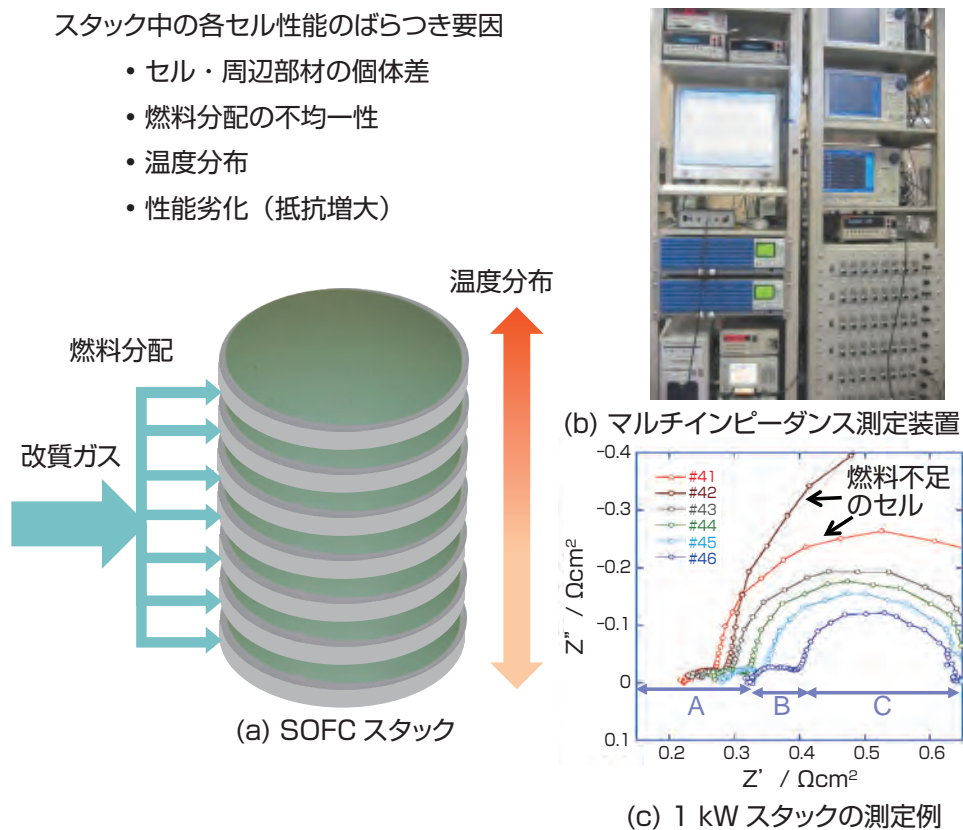 スタック中の各セル性能のばらつき要因
• セル・周辺部材の個体差
• 燃料分配の不均一性
• 温度分布
• 性能劣化（抵抗増大）
温度分布
燃料分配
改質ガス
(a) SOFC スタック
(b) マルチインピーダンス測定装置
-0.4
-0.3
-0.2
-0.1
0
0.1
Z″ / Ωcm²
#41
#42
#43
#44
#45
#46
燃料不足
のセル
A
B
C
0.2
0.3
0.4
0.5
0.6
Z’ / Ωcm²
(c) 1 kW スタックの測定例